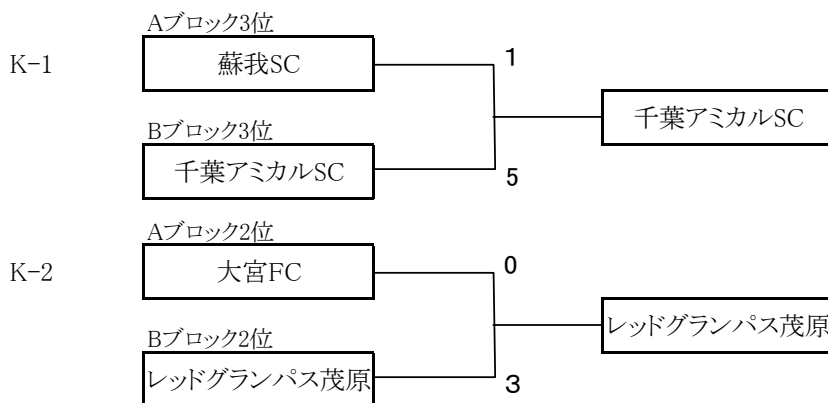 Aブロック3位
K-1
蘇我SC
1
千葉アミカルSC
Bブロック3位
千葉アミカルSC
5
Aブロック2位
K-2
大宮FC
0
レッドグランパス茂原
Bブロック2位
レッドグランパス茂原
3